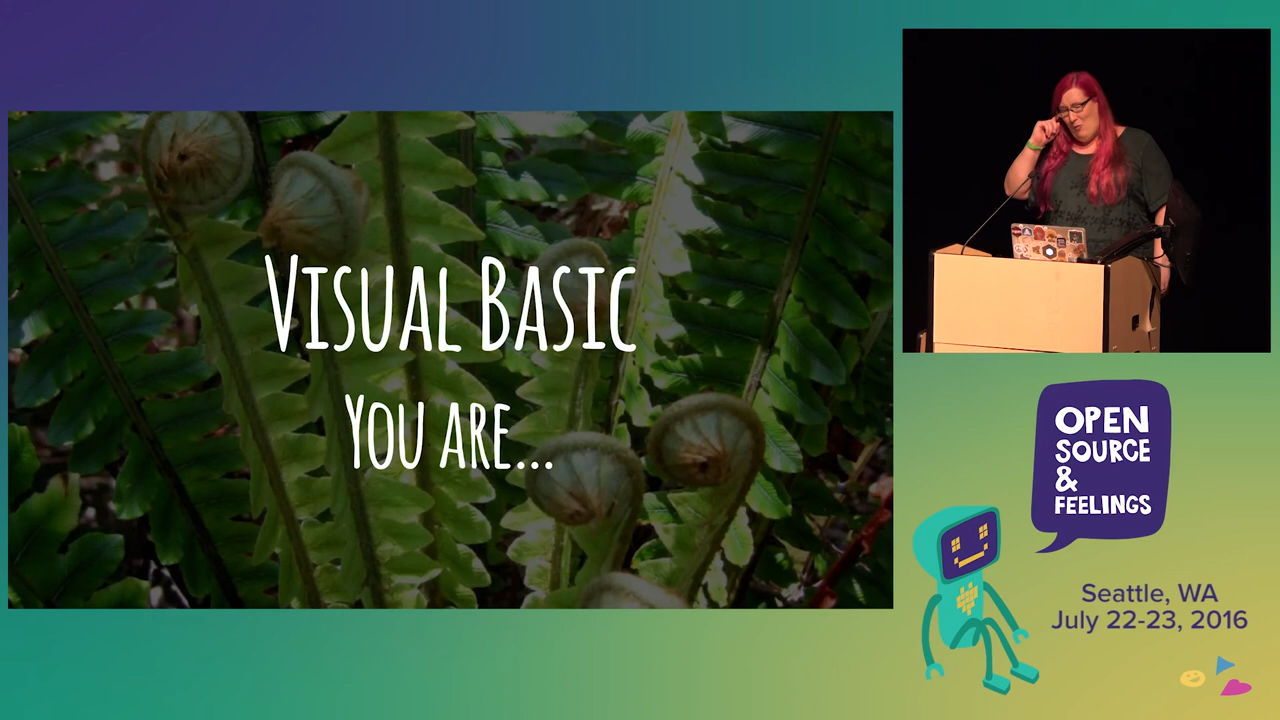 VISUAL BASIC
YOU ARE...
OPEN
SOURCE
&
FEELINGS
Seattle, WA
July 22-23, 2016